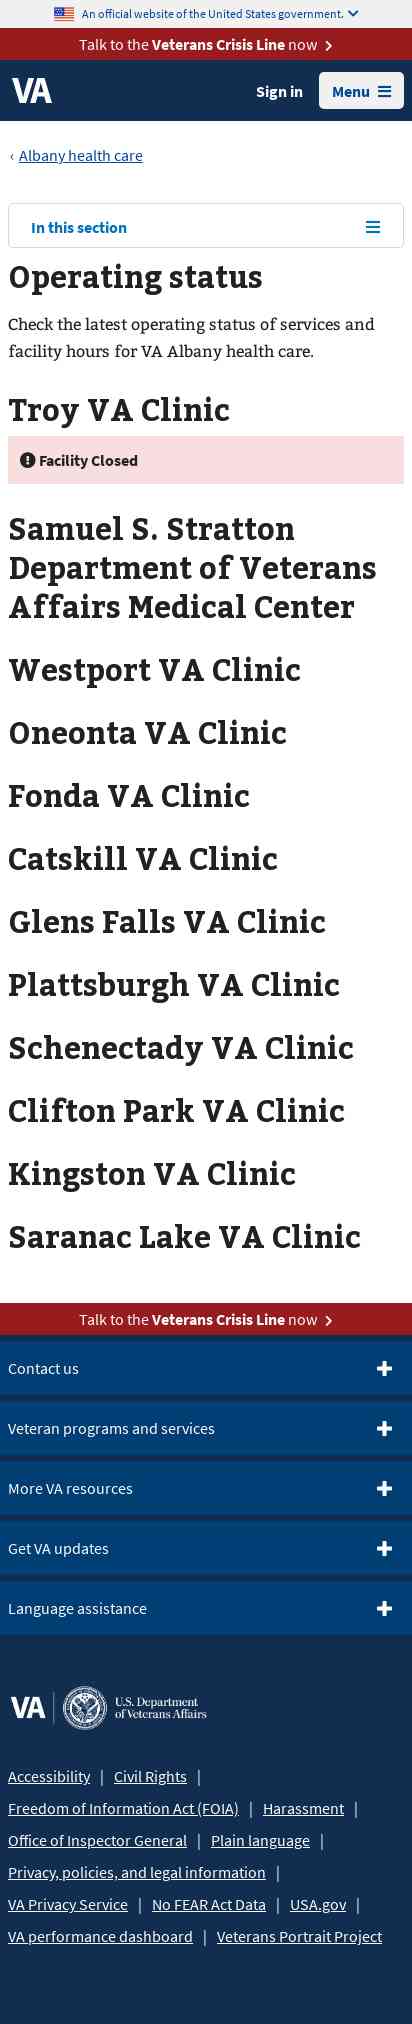 An official website of the United States government.
Talk to the Veterans Crisis Line now
VA
Sign in
Menu
‹ Albany health care
In this section
Operating status
Check the latest operating status of services and
facility hours for VA Albany health care.
Troy VA Clinic
Facility Closed
Samuel S. Stratton
Department of Veterans
Affairs Medical Center
Westport VA Clinic
Oneonta VA Clinic
Fonda VA Clinic
Catskill VA Clinic
Glens Falls VA Clinic
Plattsburgh VA Clinic
Schenectady VA Clinic
Clifton Park VA Clinic
Kingston VA Clinic
Saranac Lake VA Clinic
Talk to the Veterans Crisis Line now
Contact us
Veteran programs and services
More VA resources
Get VA updates
Language assistance
VA | U.S. Department
of Veterans Affairs
Accessibility | Civil Rights |
Freedom of Information Act (FOIA) | Harassment |
Office of Inspector General | Plain language |
Privacy, policies, and legal information |
VA Privacy Service | No FEAR Act Data | USA.gov |
VA performance dashboard | Veterans Portrait Project